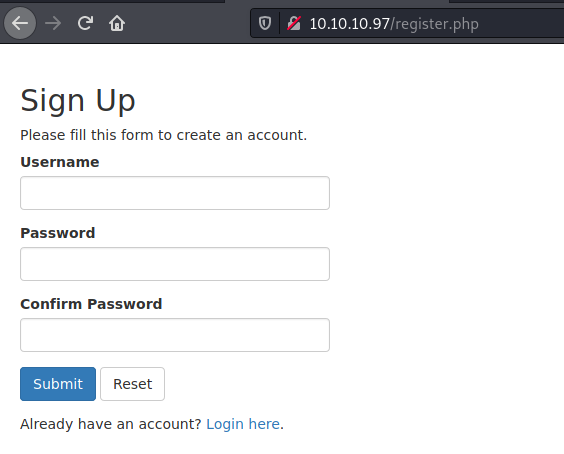 10.10.10.97/register.php
Sign Up
Please fill this form to create an account.
Username
Password
Confirm Password
Submit Reset
Already have an account? Login here.